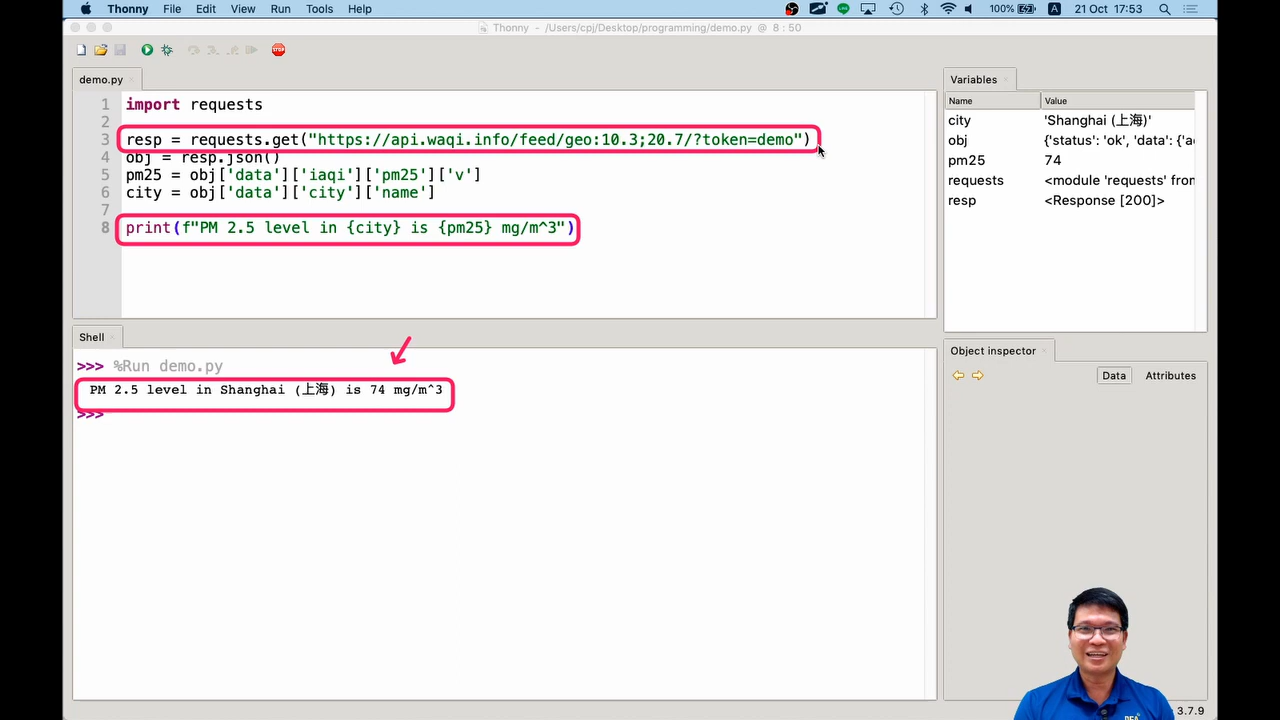 Thonny File Edit View Run Tools Help 100% A 21 Oct 17:53
Thonny - /Users/cpj/Desktop/programming/demo.py @ 8 : 50
STOP
demo.py
1 import requests
2
3 resp = requests.get("https://api.waqi.info/feed/geo:10.3;20.7/?token=demo")
4 obj = resp.json()
5 pm25 = obj['data']['iaqi']['pm25']['v']
6 city = obj['data']['city']['name']
7
8 print(f"PM 2.5 level in {city} is {pm25} mg/m^3")
Variables
Name Value
city 'Shanghai (上海)'
obj {'status': 'ok', 'data': {'a
pm25 74
requests <module 'requests' from
resp <Response [200]>
Shell
>>> %Run demo.py
PM 2.5 level in Shanghai (上海) is 74 mg/m^3
>>>
Object inspector
Data Attributes
3.7.9